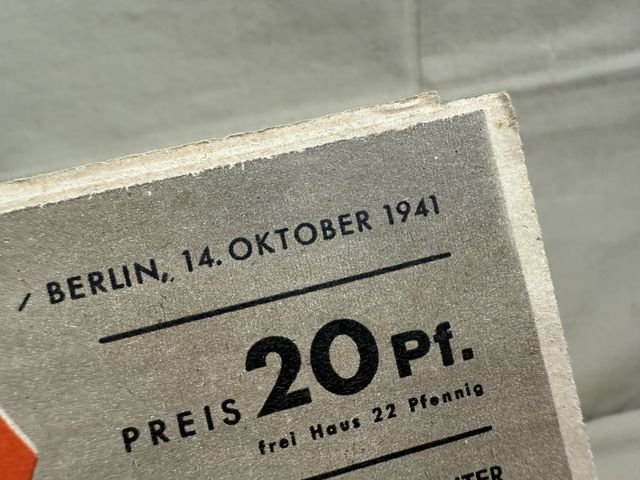 / BERLIN, 14. OKTOBER 1941
PREIS 20 Pf.
frei Haus 22 Pfennig